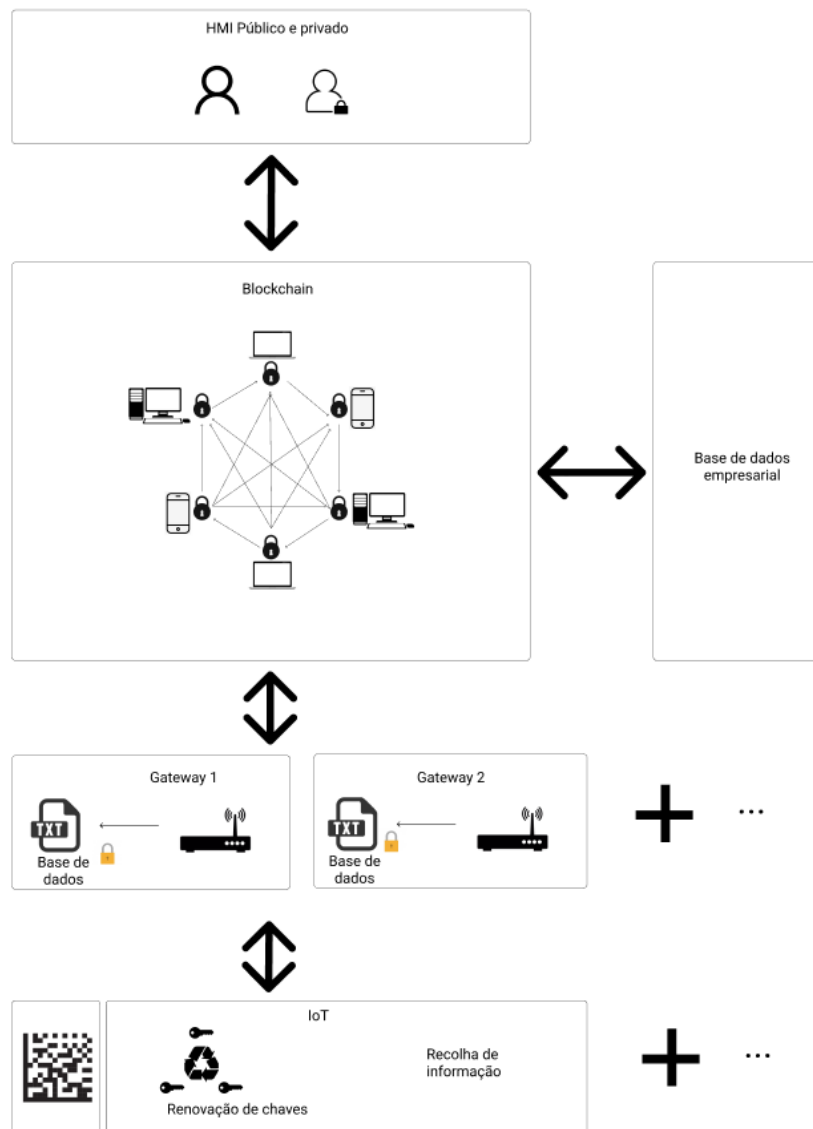 HMI Público e privado
Blockchain
Base de dados
empresarial
Gateway 1
TXT
Base de
dados
Gateway 2
TXT
Base de
dados
...
IoT
Recolha de
informação
Renovação de chaves
...